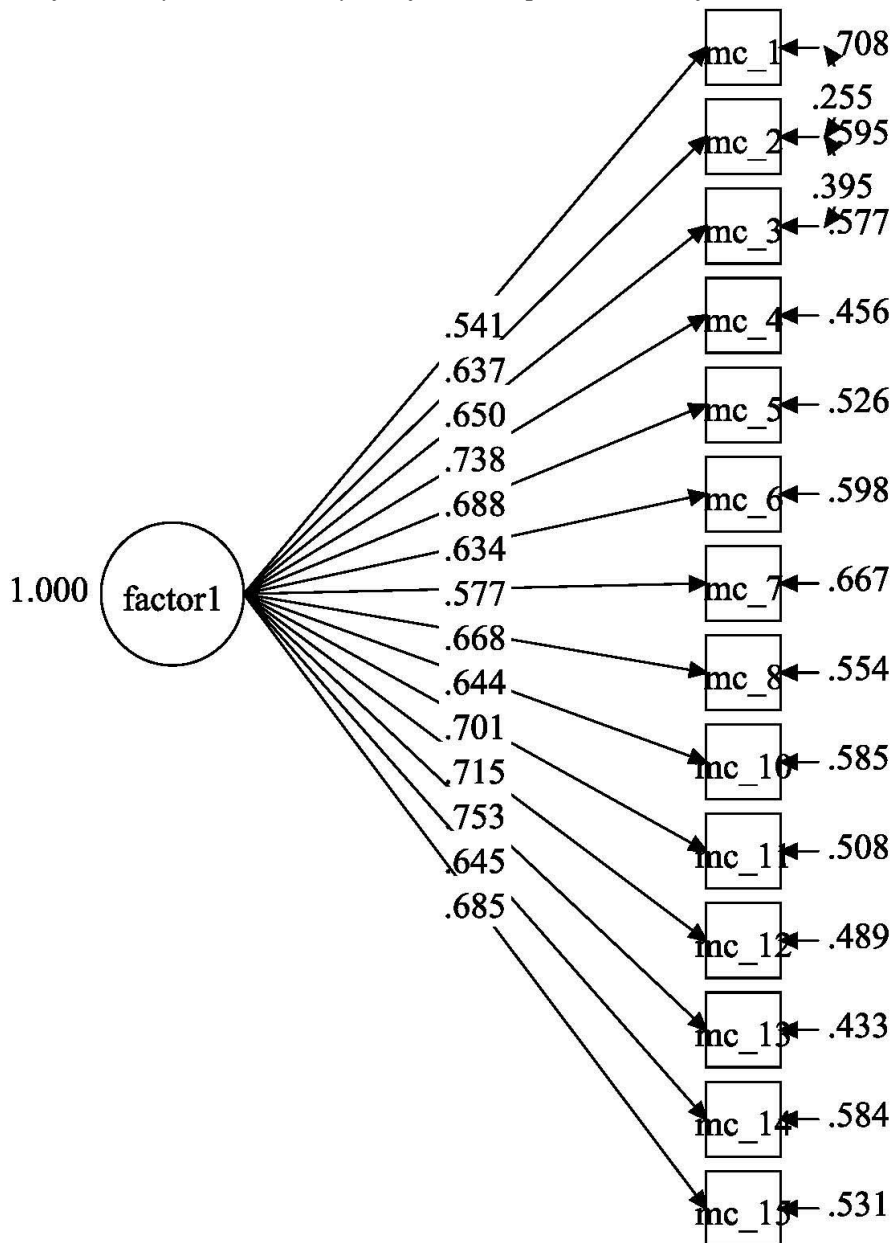 mc_1 .708
.255
mc_2 .595
.395
mc_3 .577
mc_4 .456
mc_5 .526
mc_6 .598
mc_7 .667
mc_8 .554
mc_10 .585
mc_11 .508
mc_12 .489
mc_13 .433
mc_14 .584
mc_15 .531
.541
.637
.650
.738
.688
.634
.577
.668
.644
.701
.715
.753
.645
.685
1.000 factor1